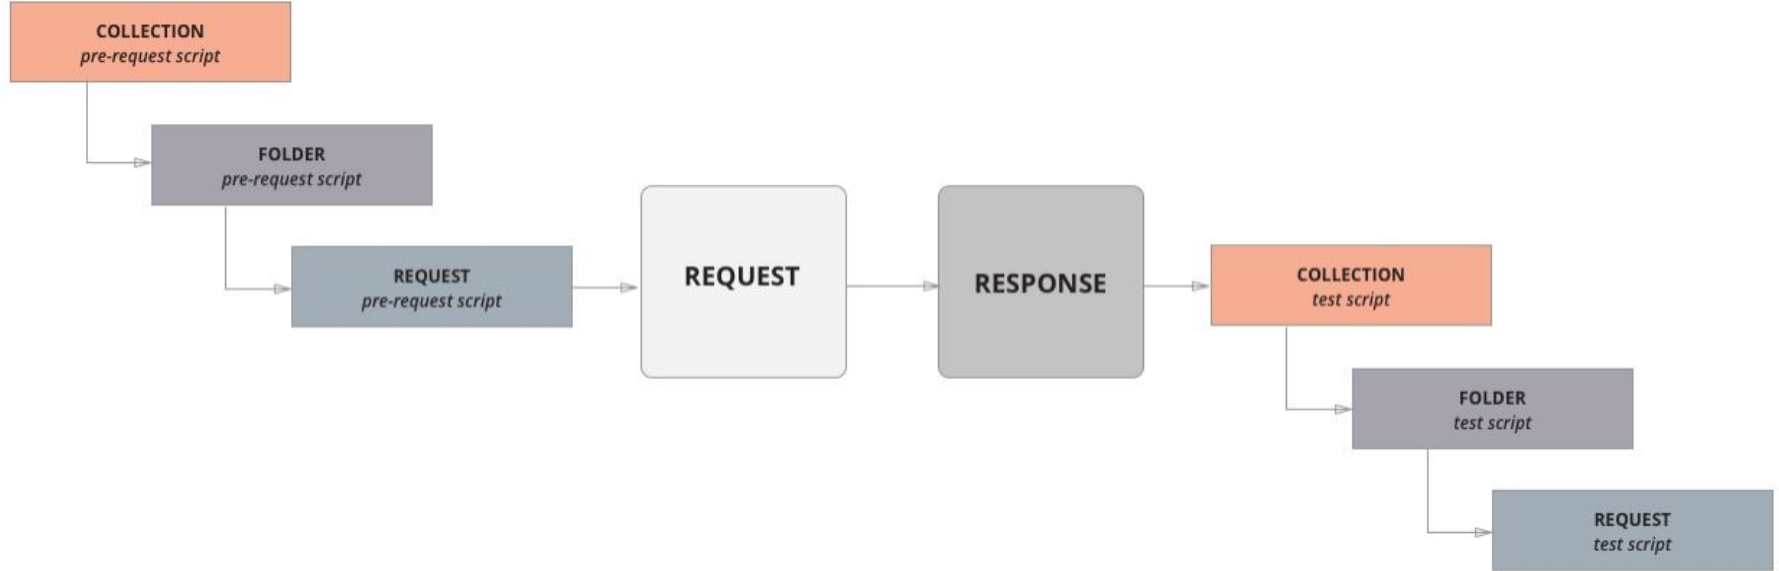 COLLECTION
pre-request script
FOLDER
pre-request script
REQUEST
pre-request script
REQUEST
RESPONSE
COLLECTION
test script
FOLDER
test script
REQUEST
test script